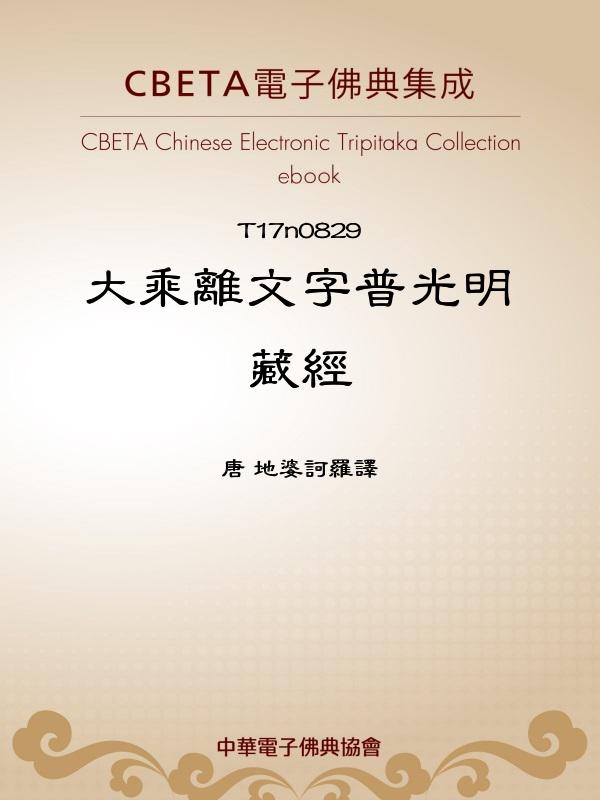 CBETA電子佛典集成
CBETA Chinese Electronic Tripitaka Collection
ebook
T17n0829
大乘離文字普光明
藏經
唐 地婆訶羅譯
中華電子佛典協會